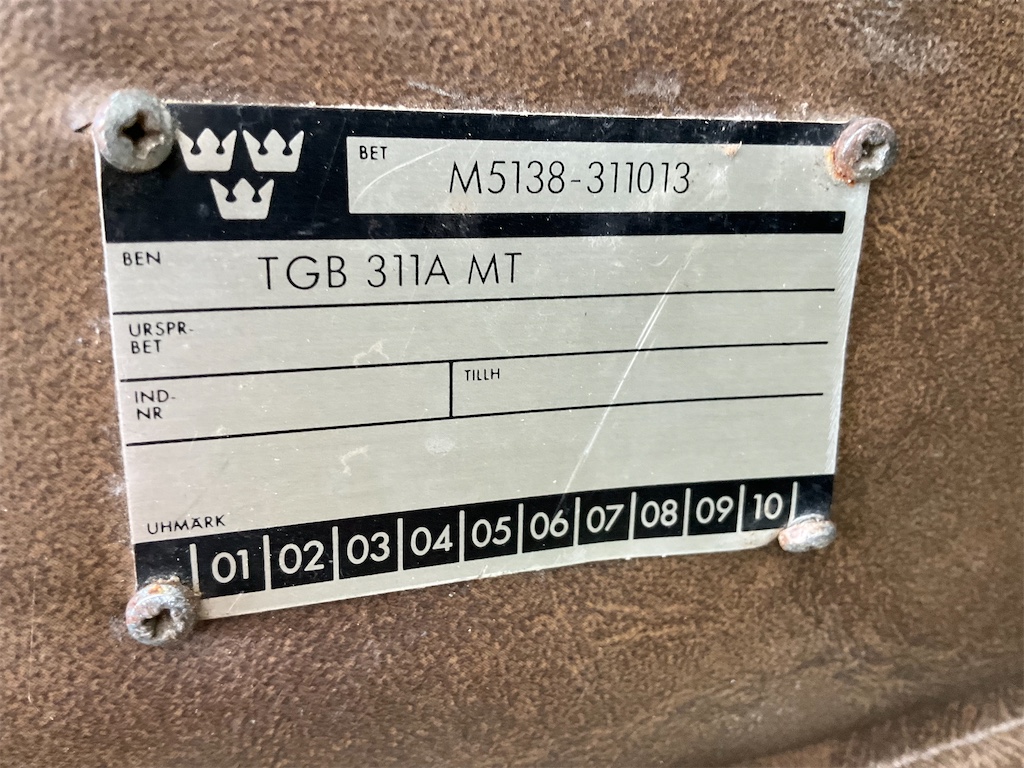 BET M5138-311013
BEN TGB 311A MT
URSPR-
BET
IND-
NR
TILLH
UHMÄRK
01 02 03 04 05 06 07 08 09 10